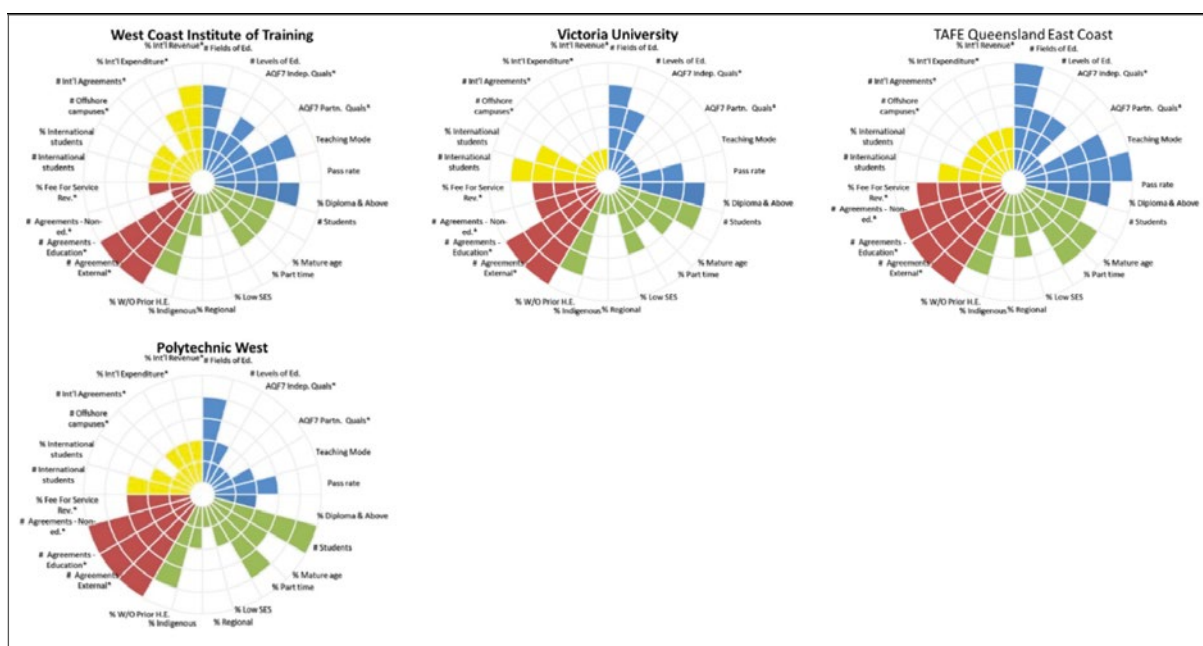 West Coast Institute of Training
% Int'l Revenue*
# Fields of Ed.
# Levels of Ed.
AQF7 Indep. Quals*
AQF7 Partn. Quals*
Teaching Mode
Pass rate
% Diploma & Above
# Students
% Mature age
% Part time
% Low SES
% Regional
% Indigenous
% W/O Prior H.E.
# Agreements
External*
# Agreements -
Education*
# Agreements - Non-
ed.*
% Fee For Service
Rev.*
# International
students
% International
students
# Offshore
campuses*
# Int'l Agreements*
% Int'l Expenditure*
Victoria University
% Int'l Revenue*
# Fields of Ed.
# Levels of Ed.
AQF7 Indep. Quals*
AQF7 Partn. Quals*
Teaching Mode
Pass rate
% Diploma & Above
# Students
% Mature age
% Part time
% Low SES
% Regional
% Indigenous
% W/O Prior H.E.
# Agreements
External*
# Agreements -
Education*
# Agreements - Non-
ed.*
% Fee For Service
Rev.*
# International
students
% International
students
# Offshore
campuses*
# Int'l Agreements*
% Int'l Expenditure*
TAFE Queensland East Coast
% Int'l Revenue*
# Fields of Ed.
# Levels of Ed.
AQF7 Indep. Quals*
AQF7 Partn. Quals*
Teaching Mode
Pass rate
% Diploma & Above
# Students
% Mature age
% Part time
% Low SES
% Regional
% Indigenous
% W/O Prior H.E.
# Agreements
External*
# Agreements -
Education*
# Agreements - Non-
ed.*
% Fee For Service
Rev.*
# International
students
% International
students
# Offshore
campuses*
# Int'l Agreements*
% Int'l Expenditure*
Polytechnic West
% Int'l Revenue*
# Fields of Ed.
# Levels of Ed.
AQF7 Indep. Quals*
AQF7 Partn. Quals*
Teaching Mode
Pass rate
% Diploma & Above
# Students
% Mature age
% Part time
% Low SES
% Regional
% Indigenous
% W/O Prior H.E.
# Agreements
External*
# Agreements -
Education*
# Agreements - Non-
ed.*
% Fee For Service
Rev.*
# International
students
% International
students
# Offshore
campuses*
# Int'l Agreements*
% Int'l Expenditure*